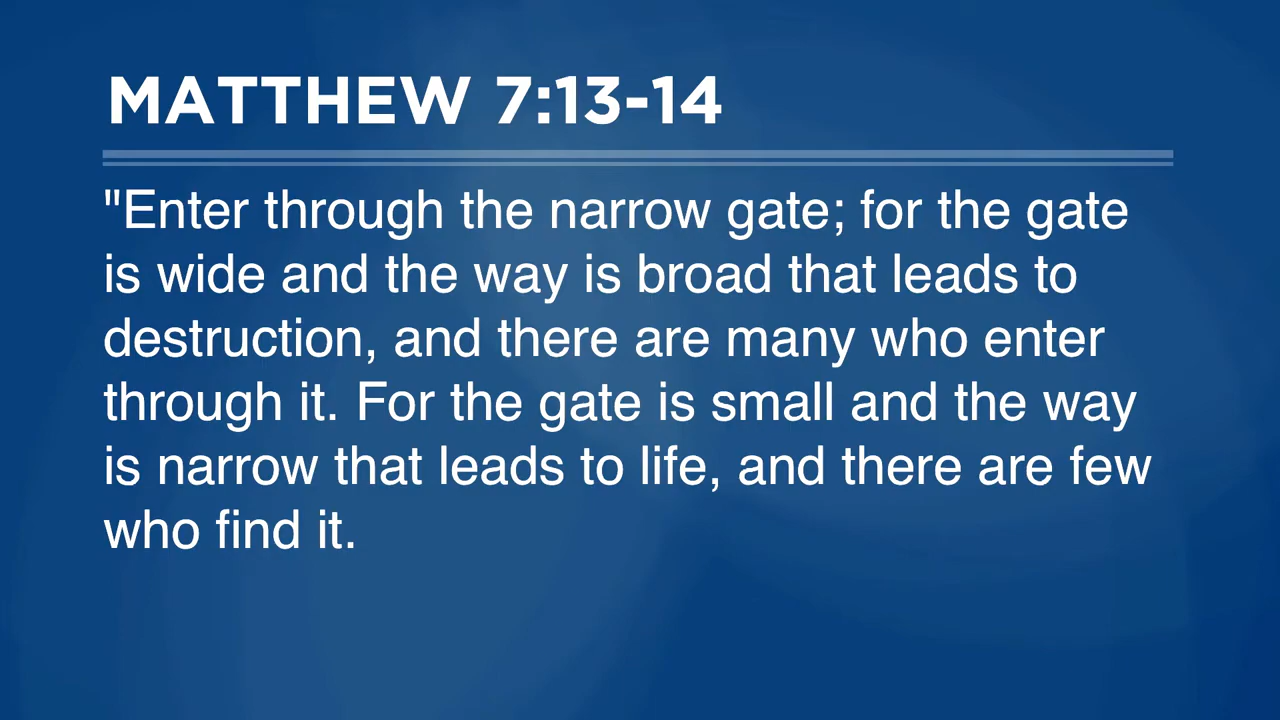 MATTHEW 7:13-14
"Enter through the narrow gate; for the gate
is wide and the way is broad that leads to
destruction, and there are many who enter
through it. For the gate is small and the way
is narrow that leads to life, and there are few
who find it.